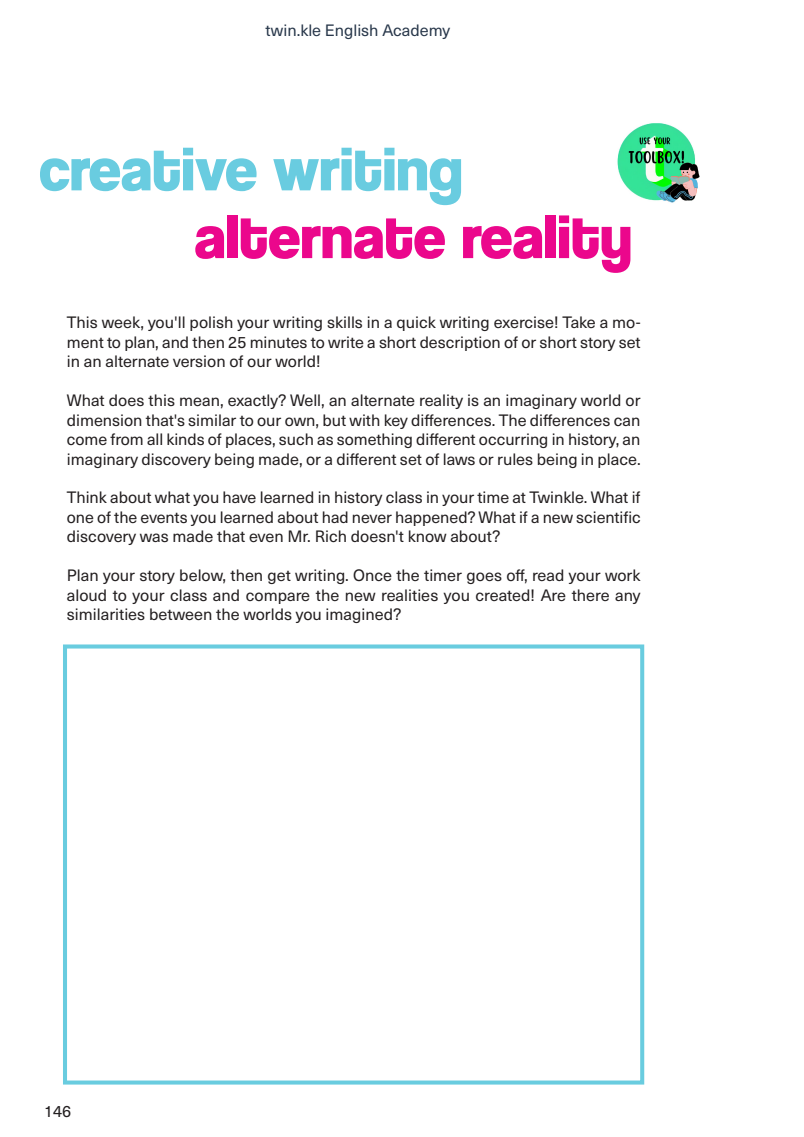 twin.kle English Academy
creative writing
USE YOUR
TOOLBOX!
t
alternate reality
This week, you'll polish your writing skills in a quick writing exercise! Take a mo-
ment to plan, and then 25 minutes to write a short description of or short story set
in an alternate version of our world!
What does this mean, exactly? Well, an alternate reality is an imaginary world or
dimension that's similar to our own, but with key differences. The differences can
come from all kinds of places, such as something different occurring in history, an
imaginary discovery being made, or a different set of laws or rules being in place.
Think about what you have learned in history class in your time at Twinkle. What if
one of the events you learned about had never happened? What if a new scientific
discovery was made that even Mr. Rich doesn't know about?
Plan your story below, then get writing. Once the timer goes off, read your work
aloud to your class and compare the new realities you created! Are there any
similarities between the worlds you imagined?
146